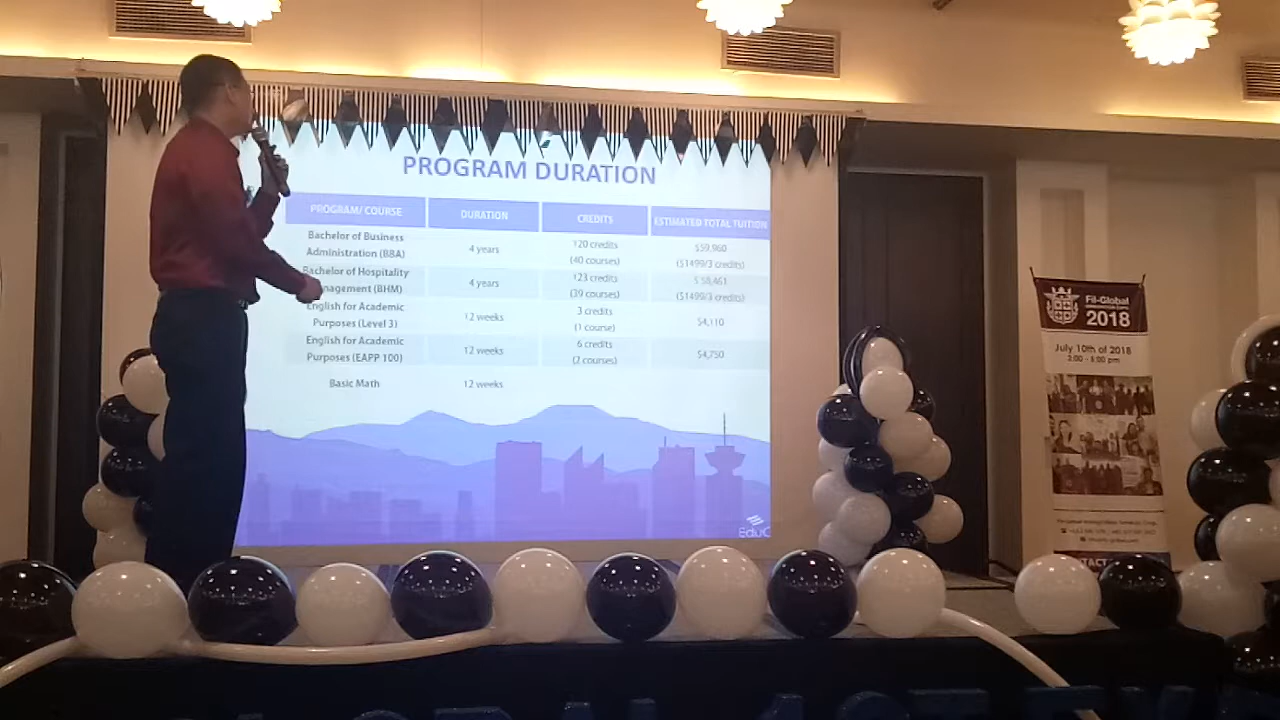 PROGRAM DURATION
PROGRAM/ COURSE DURATION CREDITS ESTIMATED TOTAL TUITION
Bachelor of Business
Administration (BBA) 4 years 120 credits
(40 courses) $59,960
($1499/3 credits)
Bachelor of Hospitality
nagement (BHM) 4 years 123 credits
(39 courses) $ 58,461
($1499/3 credits)
English for Academic
Purposes (Level 3) 12 weeks 3 credits
(1 course) $4,110
English for Academic
Purposes (EAPP 100) 12 weeks 6 credits
(2 courses) $4,750
Basic Math 12 weeks
EduC
Fil-Global
2018
July 10th of 2018